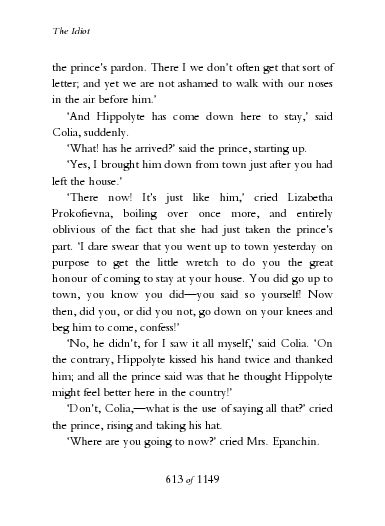 The Idiot
the prince's pardon. There I we don't often get that sort of
letter; and yet we are not ashamed to walk with our noses
in the air before him.'
'And Hippolyte has come down here to stay,' said
Colia, suddenly.
'What! has he arrived?' said the prince, starting up.
'Yes, I brought him down from town just after you had
left the house.'
'There now! It's just like him,' cried Lizabetha
Prokofievna, boiling over once more, and entirely
oblivious of the fact that she had just taken the prince's
part. 'I dare swear that you went up to town yesterday on
purpose to get the little wretch to do you the great
honour of coming to stay at your house. You did go up to
town, you know you did—you said so yourself! Now
then, did you, or did you not, go down on your knees and
beg him to come, confess!'
'No, he didn't, for I saw it all myself,' said Colia. 'On
the contrary, Hippolyte kissed his hand twice and thanked
him; and all the prince said was that he thought Hippolyte
might feel better here in the country!'
'Don't, Colia,—what is the use of saying all that?' cried
the prince, rising and taking his hat.
'Where are you going to now?' cried Mrs. Epanchin.
613 of 1149